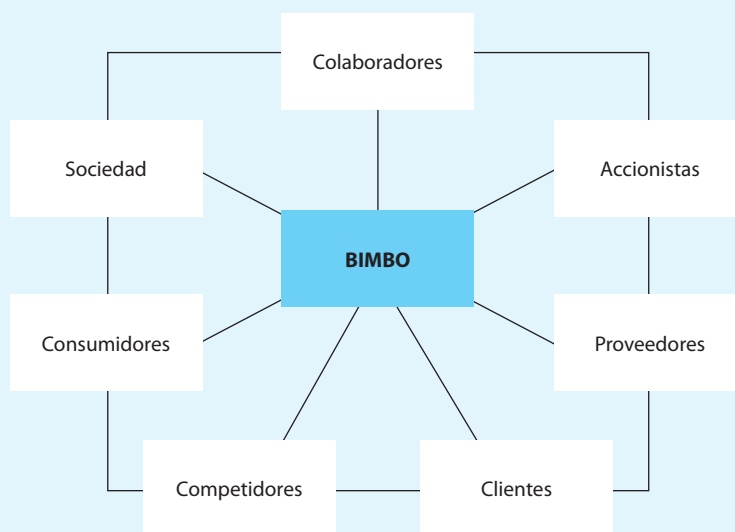 Colaboradores
Sociedad
Accionistas
BIMBO
Consumidores
Proveedores
Competidores
Clientes